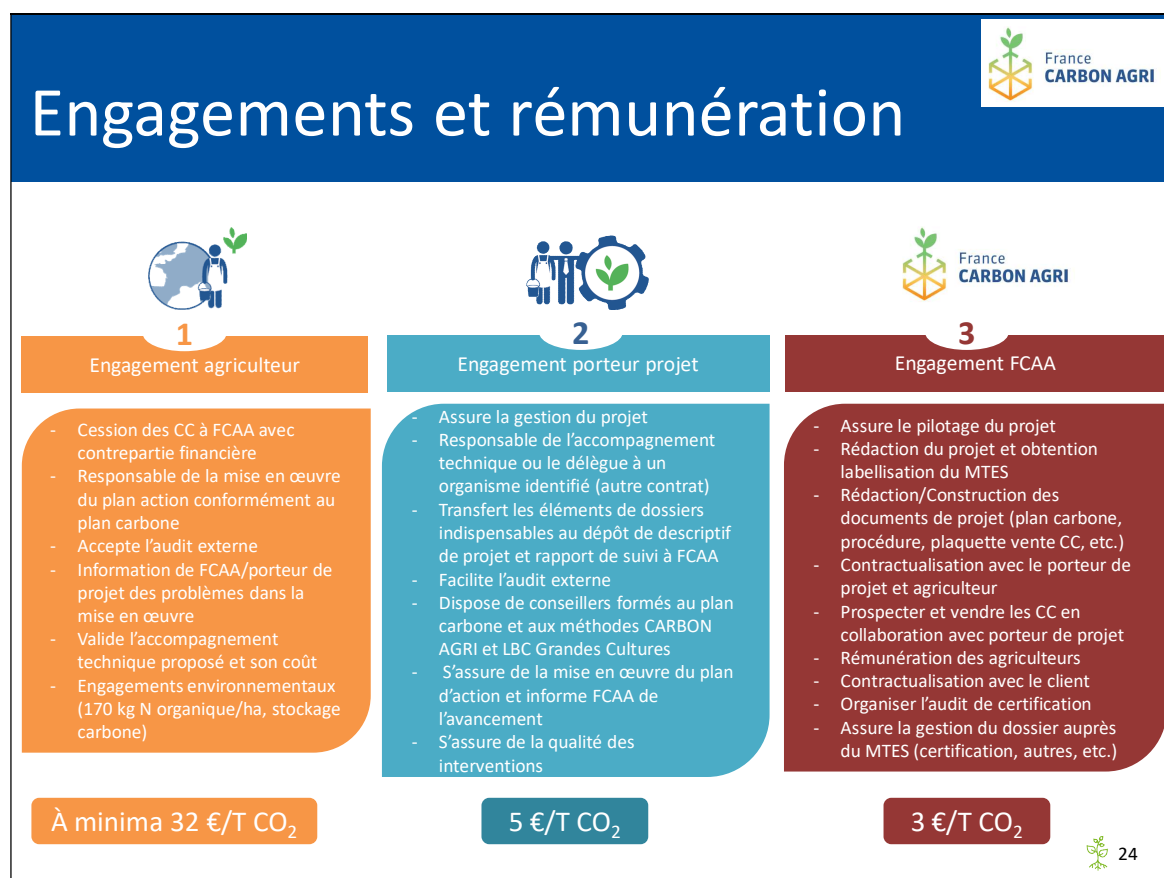 France
CARBON AGRI
Engagements et rémunération
1
Engagement agriculteur
- Cession des CC à FCAA avec
contrepartie financière
- Responsable de la mise en œuvre
du plan action conformément au
plan carbone
- Accepte l’audit externe
- Information de FCAA/porteur de
projet des problèmes dans la
mise en œuvre
- Valide l’accompagnement
technique proposé et son coût
- Engagements environnementaux
(170 kg N organique/ha, stockage
carbone)
À minima 32 €/T CO₂
2
Engagement porteur projet
- Assure la gestion du projet
- Responsable de l’accompagnement
technique ou le délègue à un
organisme identifié (autre contrat)
- Transfert les éléments de dossiers
indispensables au dépôt de descriptif
de projet et rapport de suivi à FCAA
- Facilite l’audit externe
- Dispose de conseillers formés au plan
carbone et aux méthodes CARBON
AGRI et LBC Grandes Cultures
- S’assure de la mise en œuvre du plan
d’action et informe FCAA de
l’avancement
- S’assure de la qualité des
interventions
5 €/T CO₂
France
CARBON AGRI
3
Engagement FCAA
- Assure le pilotage du projet
- Rédaction du projet et obtention
labellisation du MTES
- Rédaction/Construction des
documents de projet (plan carbone,
procédure, plaquette vente CC, etc.)
- Contractualisation avec le porteur de
projet et agriculteur
- Prospecter et vendre les CC en
collaboration avec porteur de projet
- Rémunération des agriculteurs
- Contractualisation avec le client
- Organiser l’audit de certification
- Assure la gestion du dossier auprès
du MTES (certification, autres, etc.)
3 €/T CO₂
24